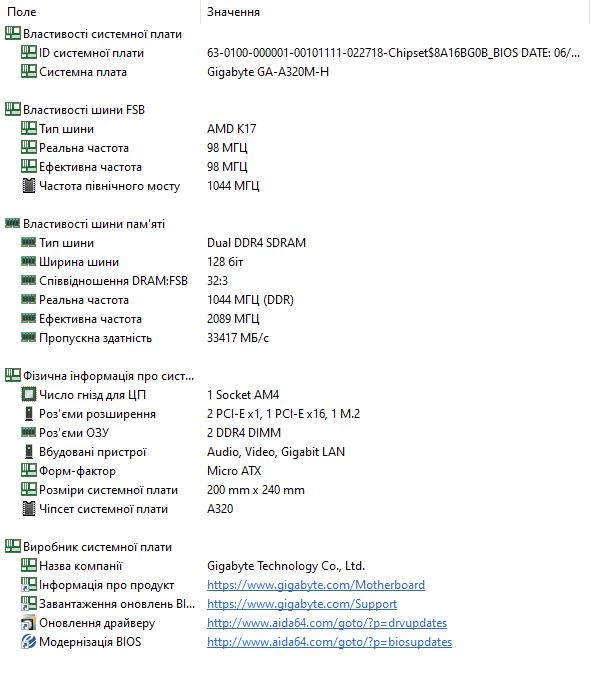 Поле Значення
Властивості системної плати
ID системної плати 63-0100-000001-00101111-022718-Chipset$8A16BG0B_BIOS DATE: 06/...
Системна плата Gigabyte GA-A320M-H
Властивості шини FSB
Тип шини AMD K17
Реальна частота 98 МГЦ
Ефективна частота 98 МГЦ
Частота північного мосту 1044 МГЦ
Властивості шини пам'яті
Тип шини Dual DDR4 SDRAM
Ширина шини 128 біт
Співвідношення DRAM:FSB 32:3
Реальна частота 1044 МГЦ (DDR)
Ефективна частота 2089 МГЦ
Пропускна здатність 33417 МБ/с
Фізична інформація про сист...
Число гнізд для ЦП 1 Socket AM4
Роз'єми розширення 2 PCI-E x1, 1 PCI-E x16, 1 M.2
Роз'єми ОЗУ 2 DDR4 DIMM
Вбудовані пристрої Audio, Video, Gigabit LAN
Форм-фактор Micro ATX
Розміри системної плати 200 mm x 240 mm
Чіпсет системної плати A320
Виробник системної плати
Назва компанії Gigabyte Technology Co., Ltd.
Інформація про продукт https://www.gigabyte.com/Motherboard
Завантаження оновлень BI... https://www.gigabyte.com/Support
Оновлення драйверу http://www.aida64.com/goto/?p=drvupdates
Модернізація BIOS http://www.aida64.com/goto/?p=biosupdates